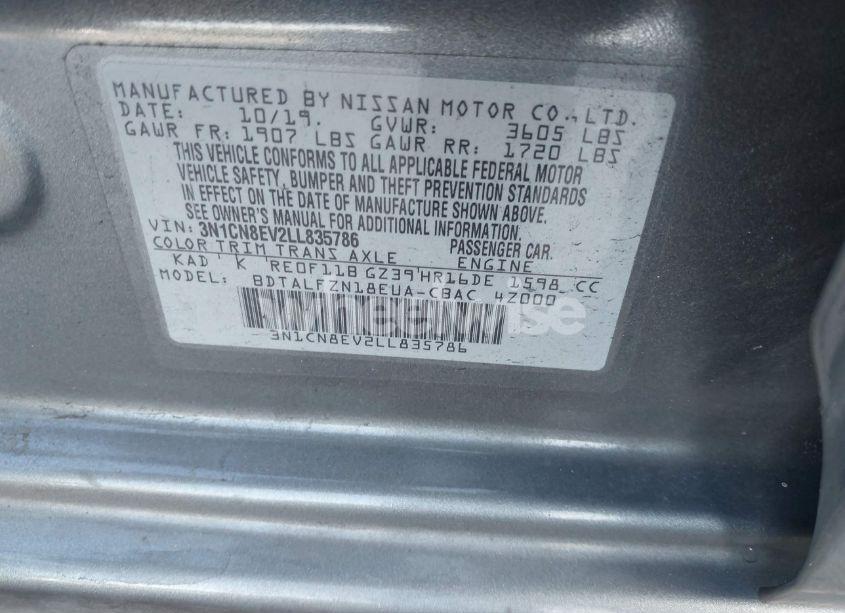 MANUFACTURED BY NISSAN MOTOR CO., LTD.
DATE: 10/19. GVWR: 3605 LBS
GAWR FR: 1907 LBS GAWR RR: 1720 LBS
THIS VEHICLE CONFORMS TO ALL APPLICABLE FEDERAL MOTOR
VEHICLE SAFETY, BUMPER AND THEFT PREVENTION STANDARDS
IN EFFECT ON THE DATE OF MANUFACTURE SHOWN ABOVE.
SEE OWNER'S MANUAL FOR ADDITIONAL INFORMATION.
VIN: 3N1CN8EV2LL835786 PASSENGER CAR.
COLOR TRIM TRANS AXLE ENGINE
KAD ' K 'RE0F11B GZ39'HR16DE 1598 CC
MODEL: BDTALFZN18EUA-CBAC 4Z000
3N1CN8EV2LL835786